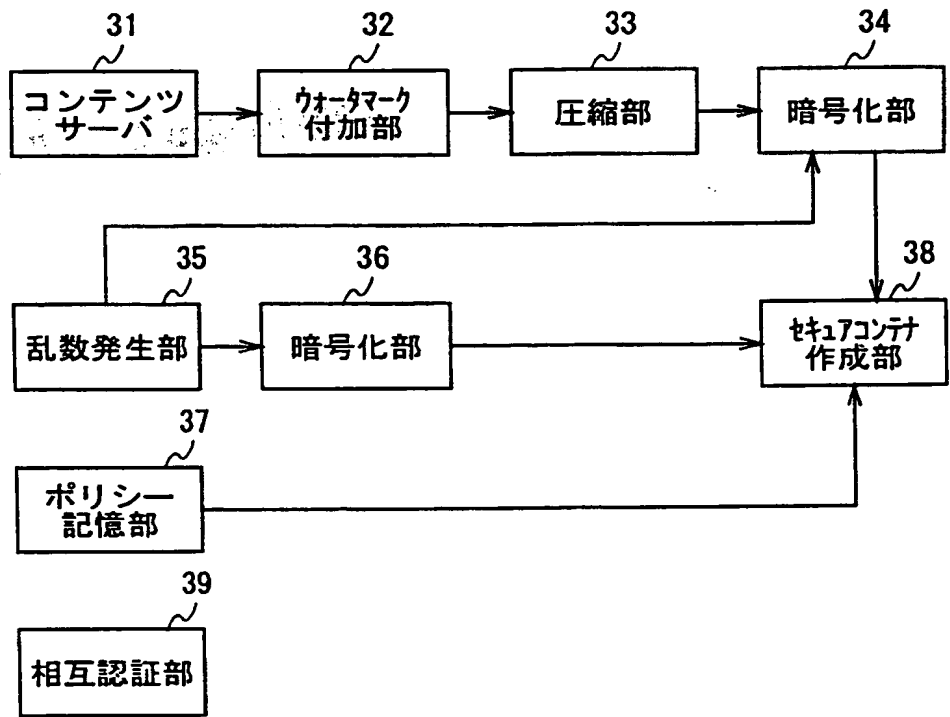 31
コンテンツ
サーバ
32
ウォータマーク
付加部
33
圧縮部
34
暗号化部
35
乱数発生部
36
暗号化部
38
セキュアコンテナ
作成部
37
ポリシー
記憶部
39
相互認証部